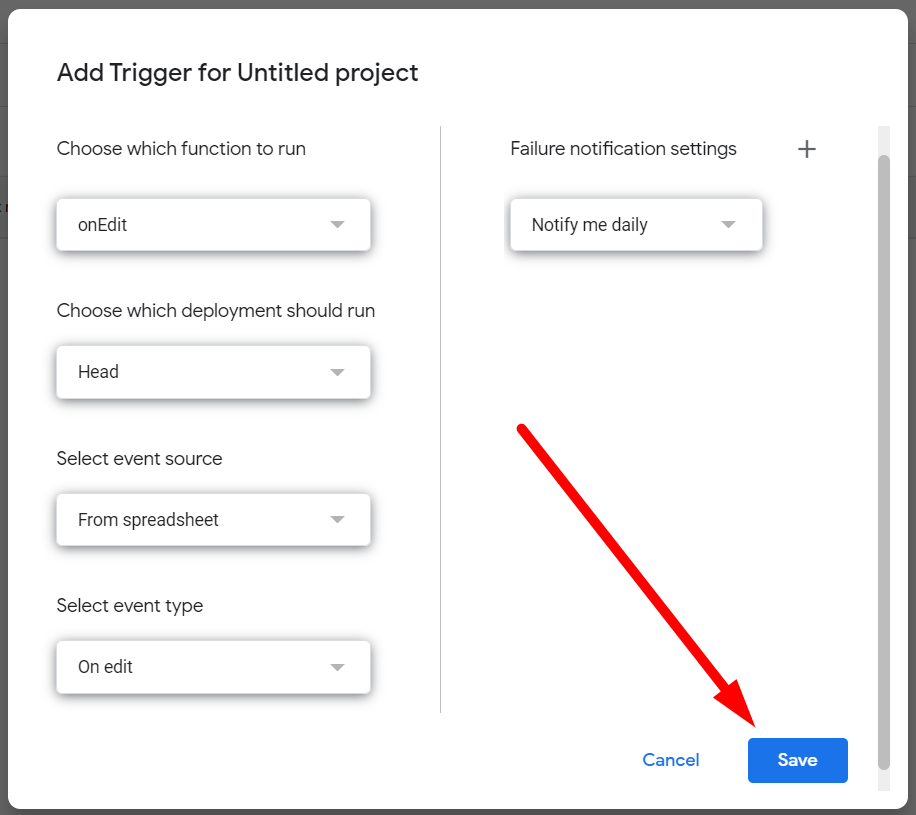 Add Trigger for Untitled project
Choose which function to run
onEdit
Choose which deployment should run
Head
Select event source
From spreadsheet
Select event type
On edit
Failure notification settings
+
Notify me daily
Cancel
Save